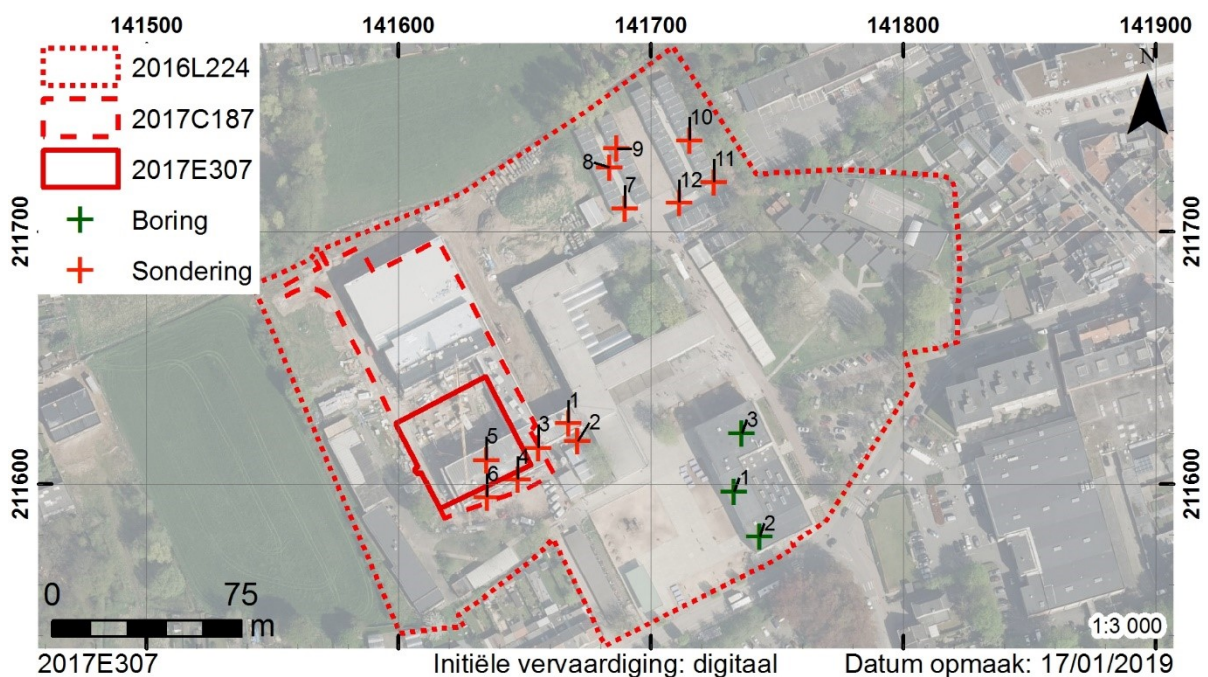 141500 141600 141700 141800 141900
2016L224
2017C187
2017E307
Boring
Sondering
N
10
9
8
11
7
12
211700
211700
1
3
2
3
5
4
6
1
2
211600
211600
0 75
m
1:3 000
2017E307 Initiële vervaardiging: digitaal Datum opmaak: 17/01/2019